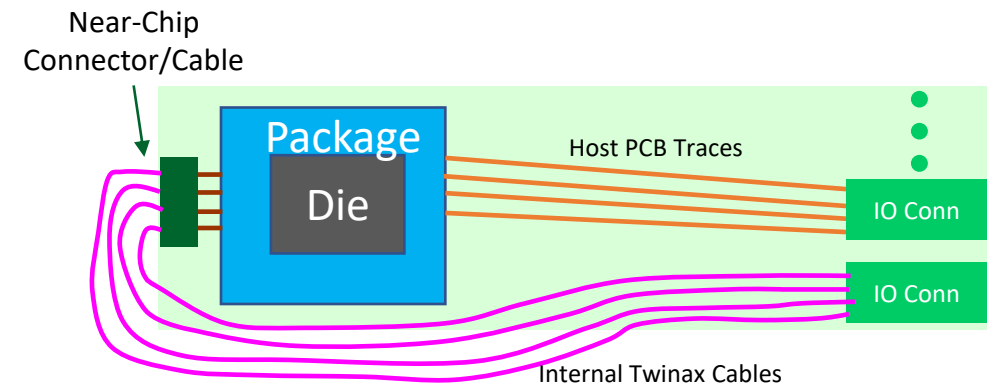 Near-Chip
Connector/Cable
Package
Die
Host PCB Traces
IO Conn
IO Conn
Internal Twinax Cables